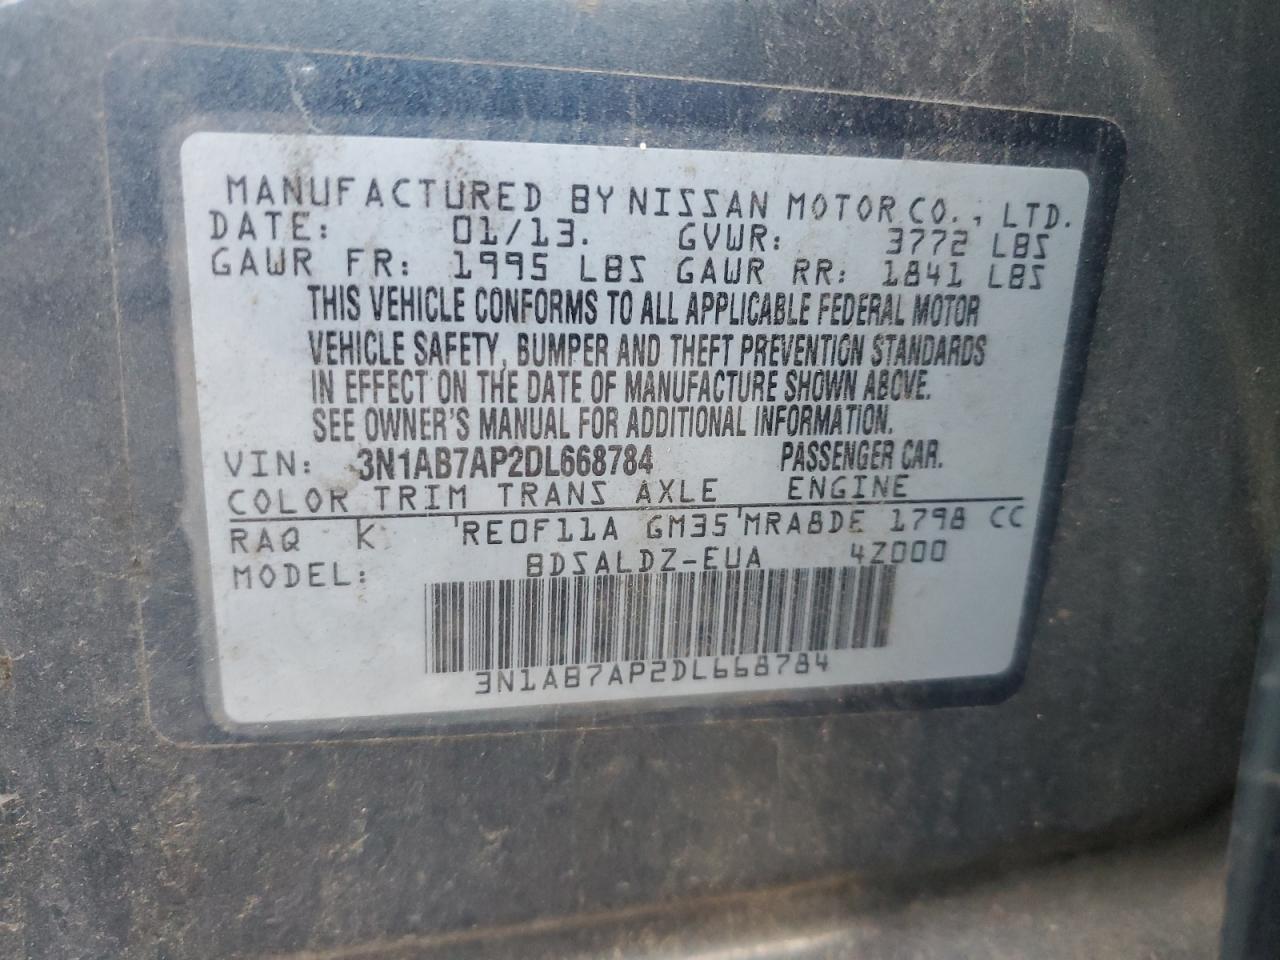 MANUFACTURED BY NISSAN MOTOR CO., LTD.
DATE: 01/13. GVWR: 3772 LBS
GAWR FR: 1995 LBS GAWR RR: 1841 LBS
THIS VEHICLE CONFORMS TO ALL APPLICABLE FEDERAL MOTOR
VEHICLE SAFETY, BUMPER AND THEFT PREVENTION STANDARDS
IN EFFECT ON THE DATE OF MANUFACTURE SHOWN ABOVE.
SEE OWNER'S MANUAL FOR ADDITIONAL INFORMATION.
VIN: 3N1AB7AP2DL668784 PASSENGER CAR.
COLOR TRIM TRANS AXLE ENGINE
RAQ K 'RE0F11A GM35'MRA8DE 1798 CC
MODEL: BDSALDZ-EUA 4Z000
3N1AB7AP2DL668784